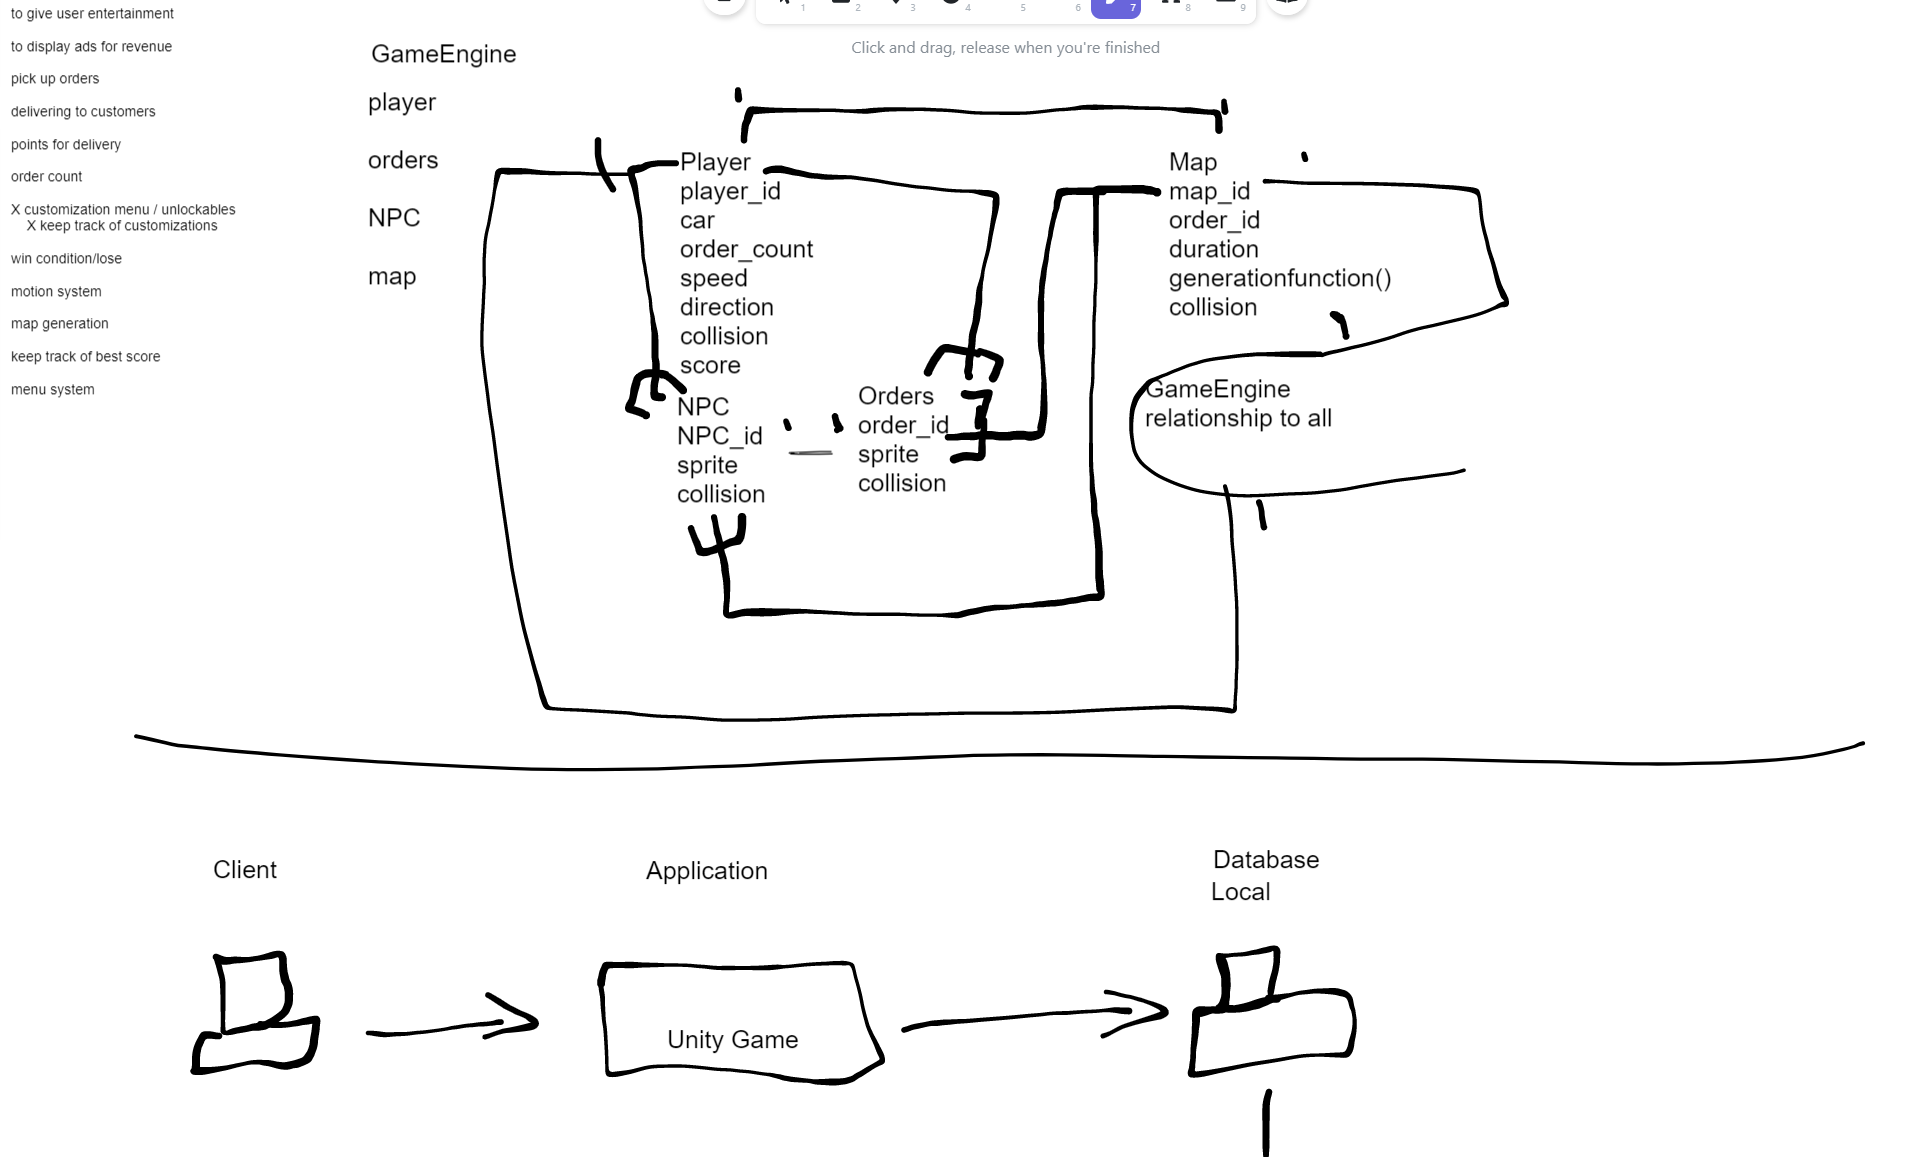 1 2 3 4 5 6 7 8 9
Click and drag, release when you're finished
to give user entertainment
to display ads for revenue
pick up orders
delivering to customers
points for delivery
order count
X customization menu / unlockables
X keep track of customizations
win condition/lose
motion system
map generation
keep track of best score
menu system
GameEngine
player
orders
NPC
map
Player
player_id
car
order_count
speed
direction
collision
score
NPC
NPC_id
sprite
collision
Orders
order_id
sprite
collision
Map
map_id
order_id
duration
generationfunction()
collision
GameEngine
relationship to all
Client
Application
Database
Local
Unity Game